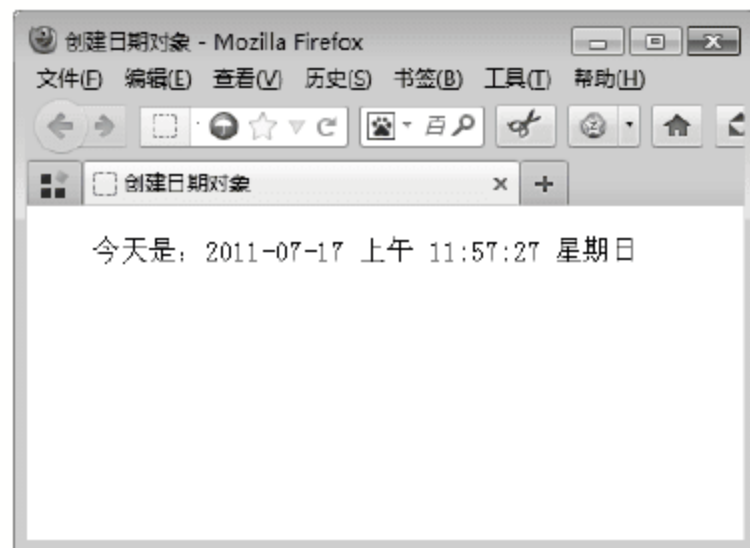 创建日期对象 - Mozilla Firefox
文件(F) 编辑(E) 查看(V) 历史(S) 书签(B) 工具(T) 帮助(H)
百
创建日期对象
今天是：2011-07-17 上午 11:57:27 星期日